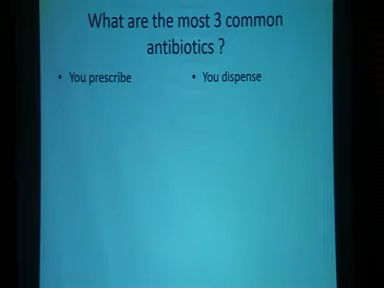 What are the most 3 common
antibiotics ?
• You prescribe
• You dispense